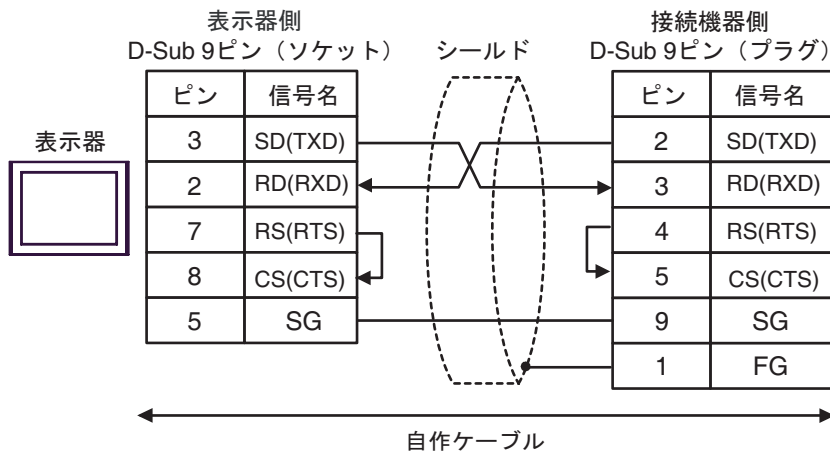 表示器側
D-Sub 9ピン（ソケット）
シールド
接続機器側
D-Sub 9ピン（プラグ）
表示器
ピン 信号名
3 SD(TXD)
2 RD(RXD)
7 RS(RTS)
8 CS(CTS)
5 SG
ピン 信号名
2 SD(TXD)
3 RD(RXD)
4 RS(RTS)
5 CS(CTS)
9 SG
1 FG
自作ケーブル